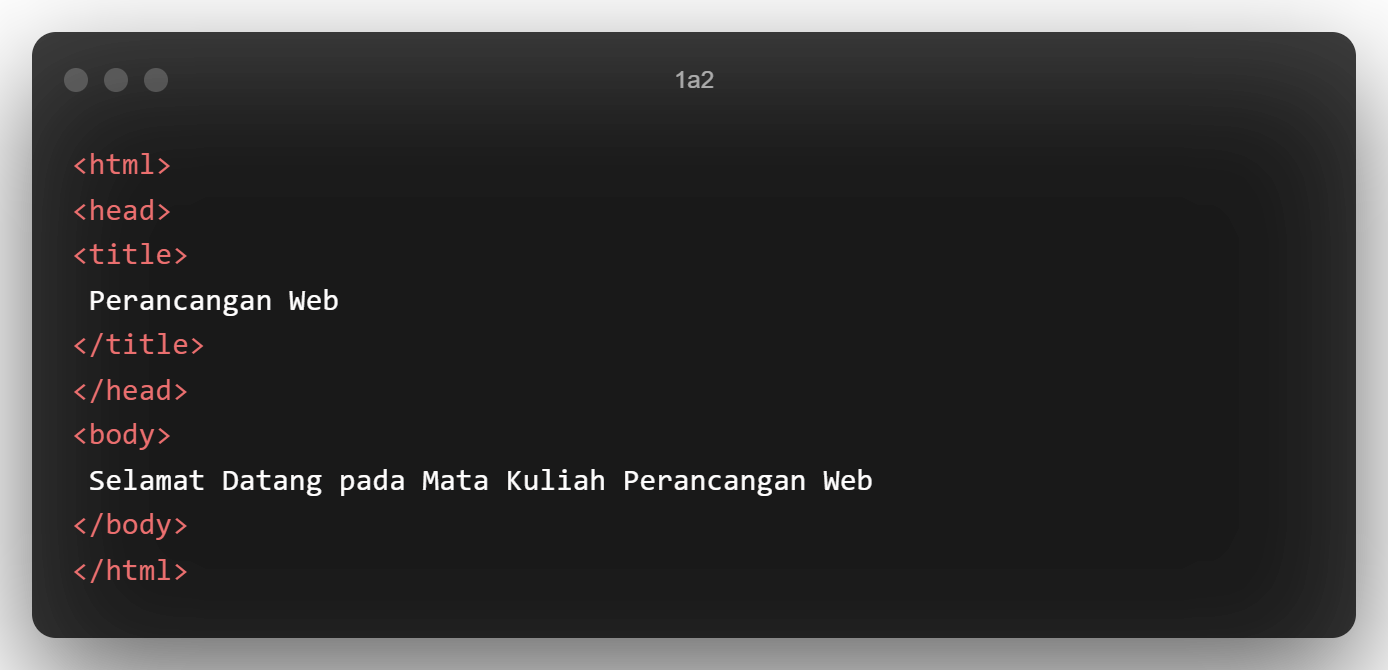 1a2
<html>
<head>
<title>
 Perancangan Web
</title>
</head>
<body>
 Selamat Datang pada Mata Kuliah Perancangan Web
</body>
</html>